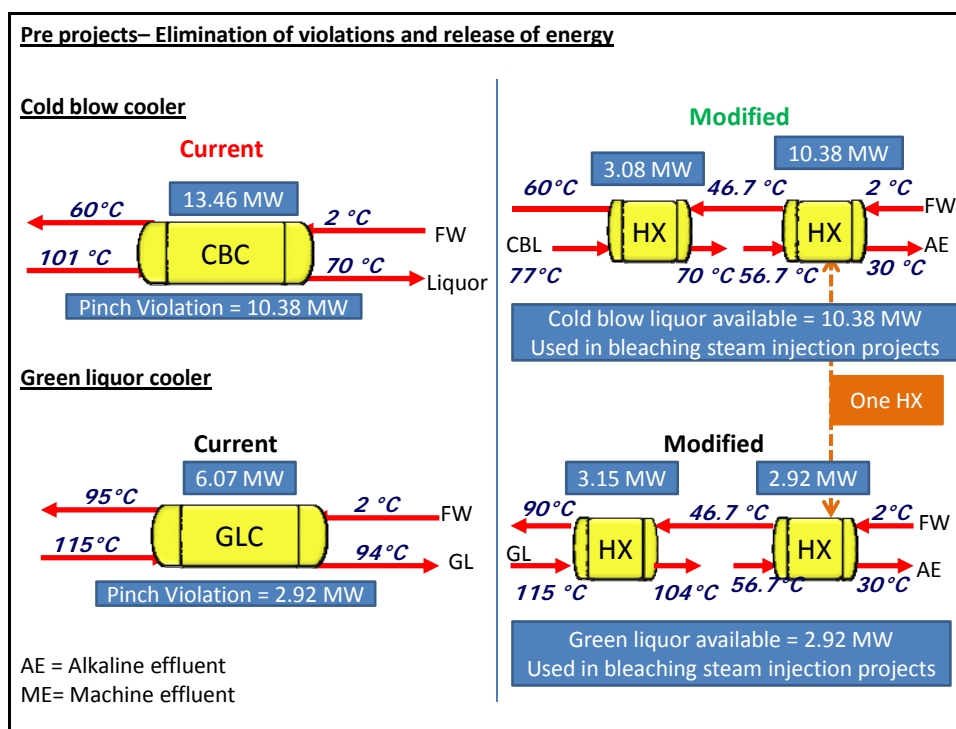 Pre projects– Elimination of violations and release of energy
Cold blow cooler
Current
13.46 MW
60°C
2 °C
FW
CBC
101 °C
70 °C
Liquor
Pinch Violation = 10.38 MW
Modified
3.08 MW
10.38 MW
60°C
46.7 °C
2 °C
FW
HX
HX
CBL
AE
77°C
70 °C
56.7°C
30 °C
Cold blow liquor available = 10.38 MW
Used in bleaching steam injection projects
One HX
Green liquor cooler
Current
6.07 MW
95°C
2 °C
FW
GLC
115°C
94°C
GL
Pinch Violation = 2.92 MW
Modified
3.15 MW
2.92 MW
90°C
46.7 °C
2°C
FW
HX
HX
GL
AE
115 °C
104°C
56.7°C
30°C
Green liquor available = 2.92 MW
Used in bleaching steam injection projects
AE = Alkaline effluent
ME= Machine effluent